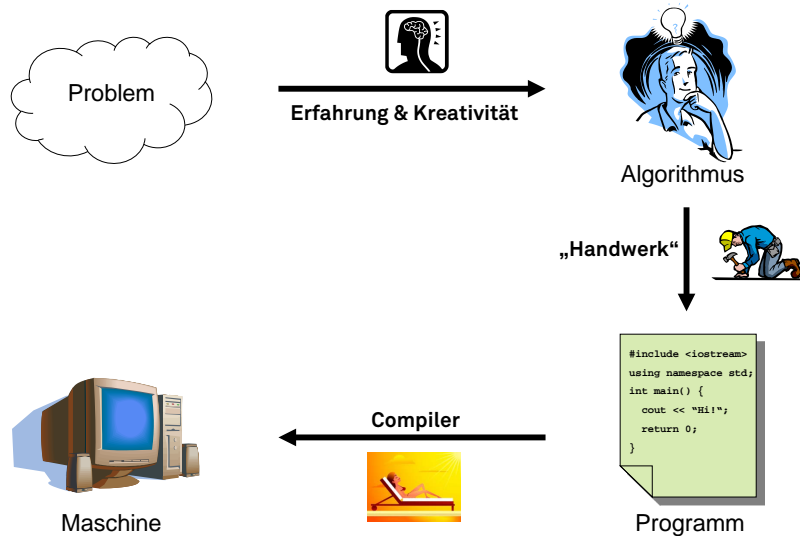 Problem
Erfahrung & Kreativität
Algorithmus
„Handwerk“
#include <iostream>
using namespace std;
int main() {
cout << “Hi!“;
return 0;
}
Programm
Compiler
Maschine